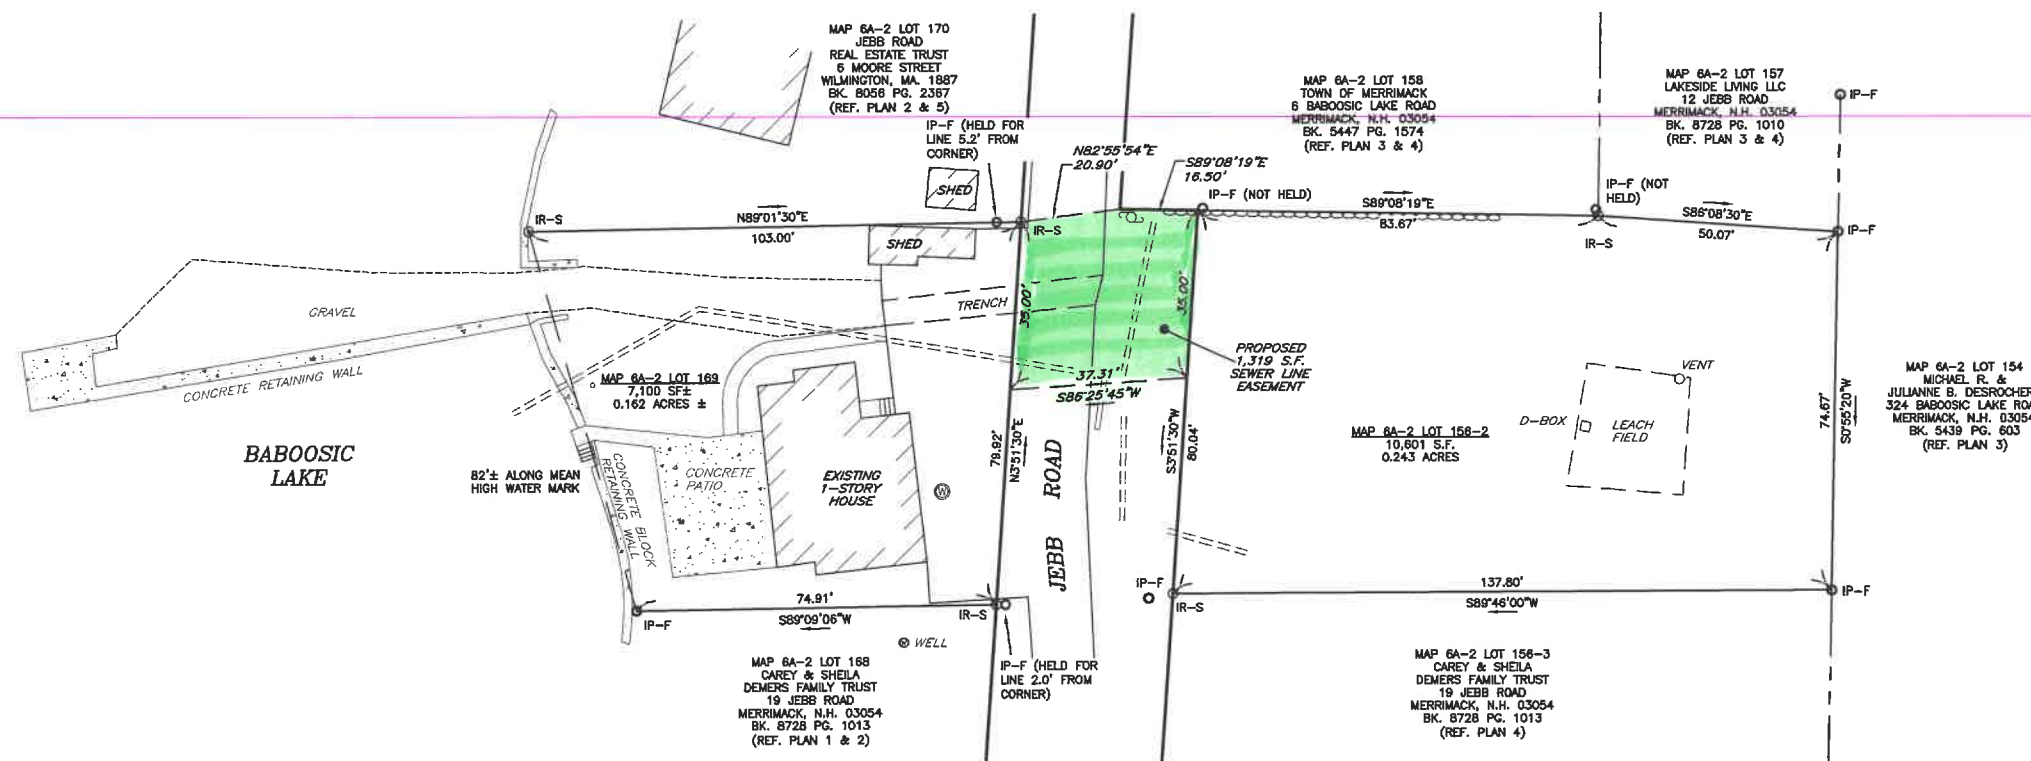 MAP 6A-2 LOT 170
JEBB ROAD
REAL ESTATE TRUST
6 MOORE STREET
WILMINGTON, MA. 1887
BK. 8056 PG. 2367
(REF. PLAN 2 & 5)
IP-F (HELD FOR
LINE 5.2' FROM
CORNER)
MAP 6A-2 LOT 158
TOWN OF MERRIMACK
6 BABOOSIC LAKE ROAD
MERRIMACK, N.H. 03054
BK. 5447 PG. 1574
(REF. PLAN 3 & 4)
MAP 6A-2 LOT 157
LAKESIDE LIVING LLC
12 JEBB ROAD
MERRIMACK, N.H. 03054
BK. 8728 PG. 1010
(REF. PLAN 3 & 4)
IP-F
N82°55'54"E
20.90'
S89°08'19"E
16.50'
IP-F (NOT HELD)
S89°08'19"E
83.67'
IP-F (NOT
HELD)
S86°08'30"E
50.07'
IP-F
IR-S
SHED
IR-S
N89°01'30"E
103.00'
IR-S
SHED
GRAVEL
TRENCH
35.00'
35.00'
PROPOSED
1,319 S.F.
SEWER LINE
EASEMENT
37.31'
S86°25'45"W
CONCRETE RETAINING WALL
MAP 6A-2 LOT 169
7,100 SF±
0.162 ACRES ±
VENT
D-BOX
LEACH
FIELD
MAP 6A-2 LOT 156-2
10,601 S.F.
0.243 ACRES
74.67'
S0°55'20"W
MAP 6A-2 LOT 154
MICHAEL R. &
JULIANNE B. DESROCHER
324 BABOOSIC LAKE ROA
MERRIMACK, N.H. 03054
BK. 5439 PG. 603
(REF. PLAN 3)
BABOOSIC
LAKE
82'± ALONG MEAN
HIGH WATER MARK
CONCRETE BLOCK
RETAINING WALL
CONCRETE
PATIO
EXISTING
1-STORY
HOUSE
W
79.92'
N3°51'30"E
JEBB ROAD
S3°51'30"W
80.04'
IP-F
IR-S
137.80'
S89°46'00"W
IP-F
74.91'
S89°09'06"W
IP-F
IR-S
W WELL
IP-F (HELD FOR
LINE 2.0' FROM
CORNER)
MAP 6A-2 LOT 168
CAREY & SHEILA
DEMERS FAMILY TRUST
19 JEBB ROAD
MERRIMACK, N.H. 03054
BK. 8728 PG. 1013
(REF. PLAN 1 & 2)
MAP 6A-2 LOT 156-3
CAREY & SHEILA
DEMERS FAMILY TRUST
19 JEBB ROAD
MERRIMACK, N.H. 03054
BK. 8728 PG. 1013
(REF. PLAN 4)